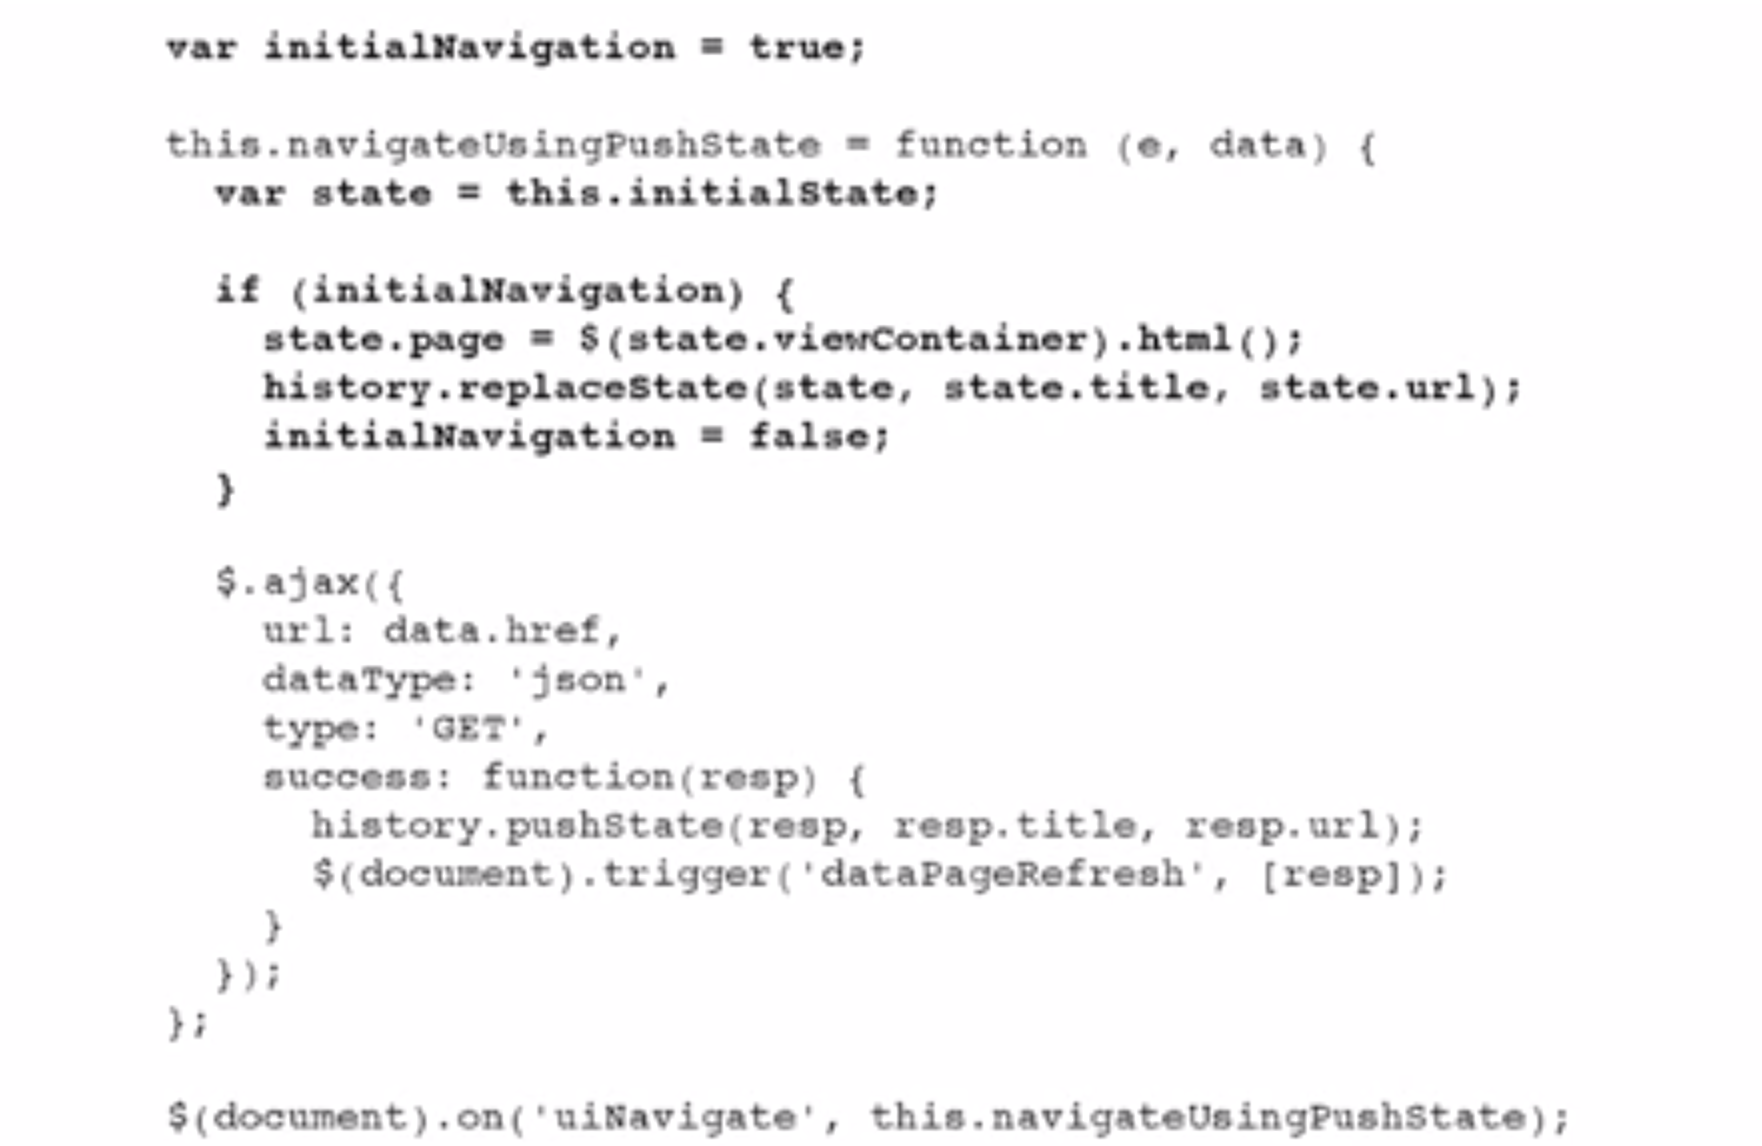 var initialNavigation = true;
this.navigateUsingPushState = function (e, data) {
var state = this.initialState;
if (initialNavigation) {
state.page = $(state.viewContainer).html();
history.replaceState(state, state.title, state.url);
initialNavigation = false;
}
$.ajax({
url: data.href,
dataType: 'json',
type: 'GET',
success: function(resp) {
history.pushState(resp, resp.title, resp.url);
$(document).trigger('dataPageRefresh', [resp]);
}
});
};
$(document).on('uiNavigate', this.navigateUsingPushState);